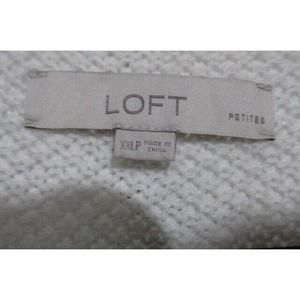 LOFT
PETITES
XXLP MADE IN
CHINA